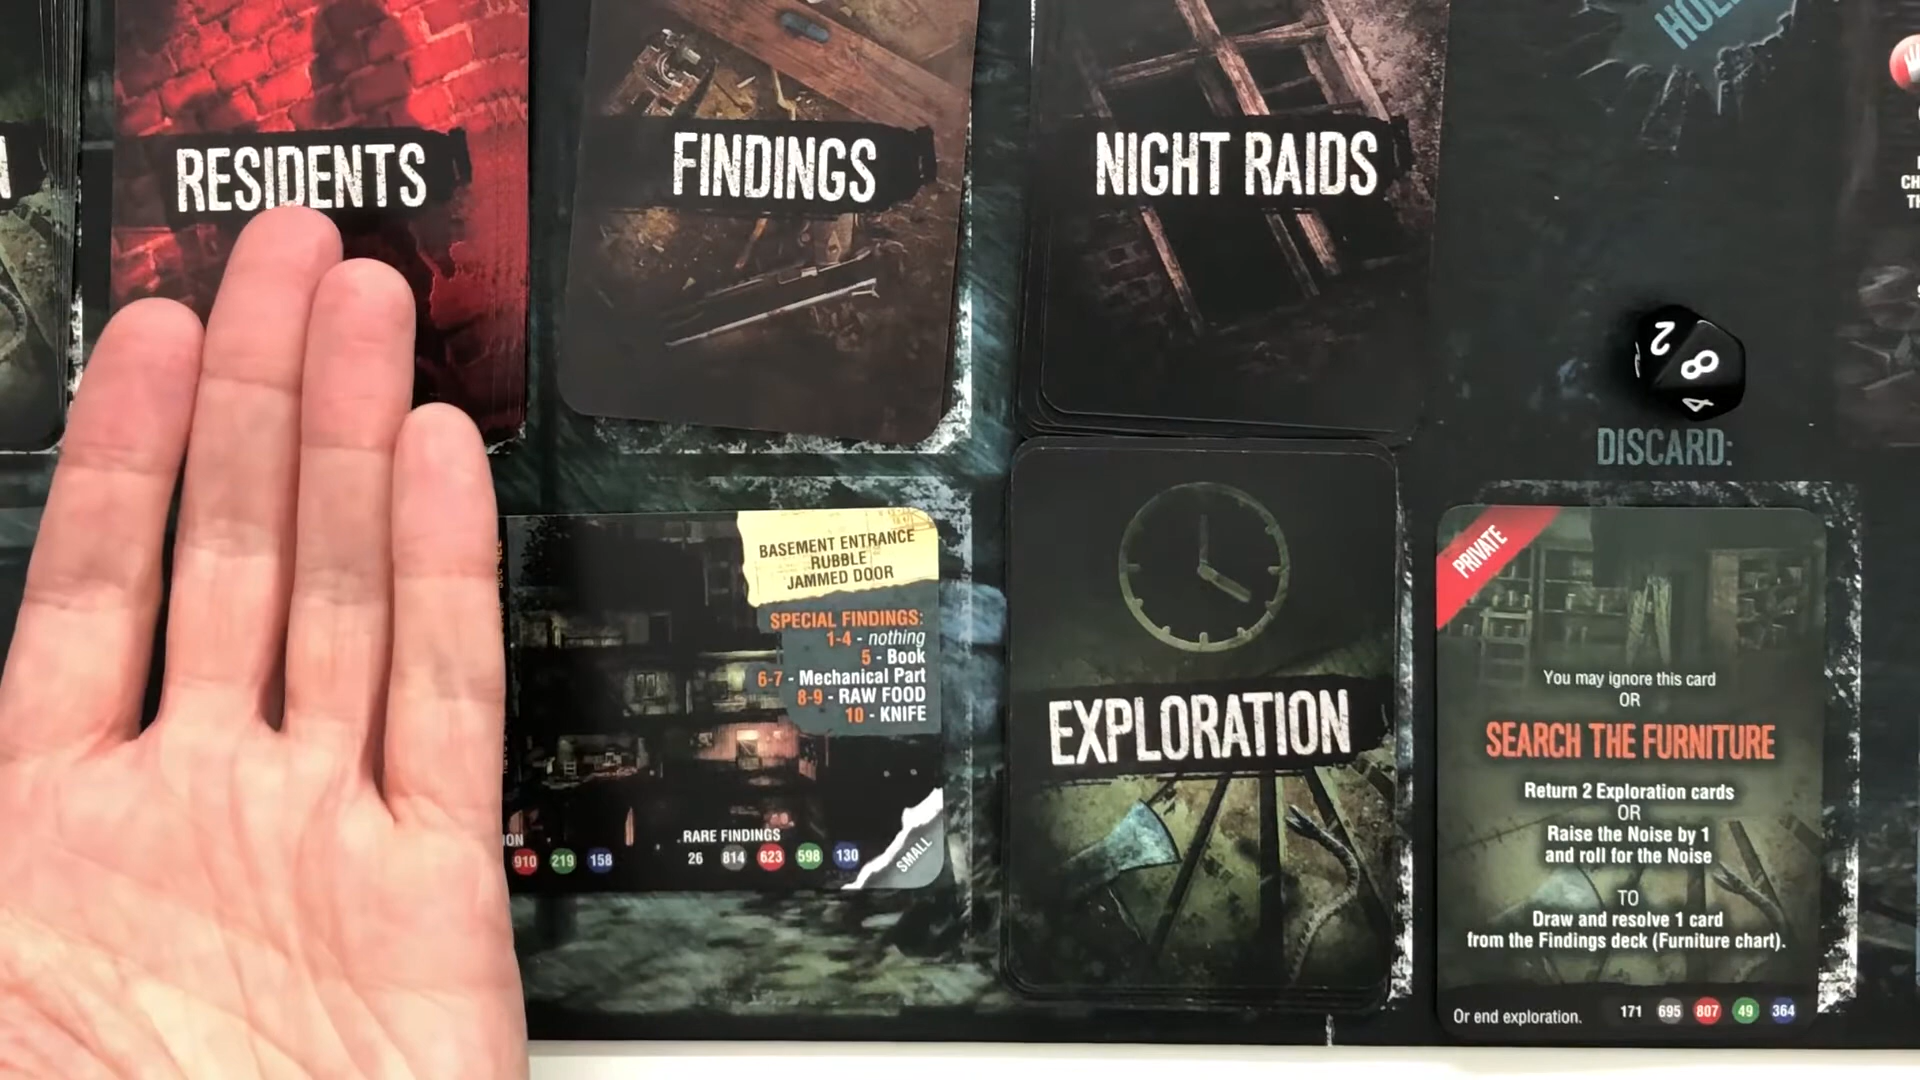 RESIDENTS
FINDINGS
NIGHT RAIDS
DISCARD:
BASEMENT ENTRANCE
RUBBLE
JAMMED DOOR
SPECIAL FINDINGS:
1-4 - nothing
5 - Book
6-7 - Mechanical Part
8-9 - RAW FOOD
10 - KNIFE
RARE FINDINGS
910 219 158
26 814 623 598 130
SMALL
EXPLORATION
PRIVATE
You may ignore this card
OR
SEARCH THE FURNITURE
Return 2 Exploration cards
OR
Raise the Noise by 1
and roll for the Noise
TO
Draw and resolve 1 card
from the Findings deck (Furniture chart).
Or end exploration.
171 695 807 49 364
2
8
4